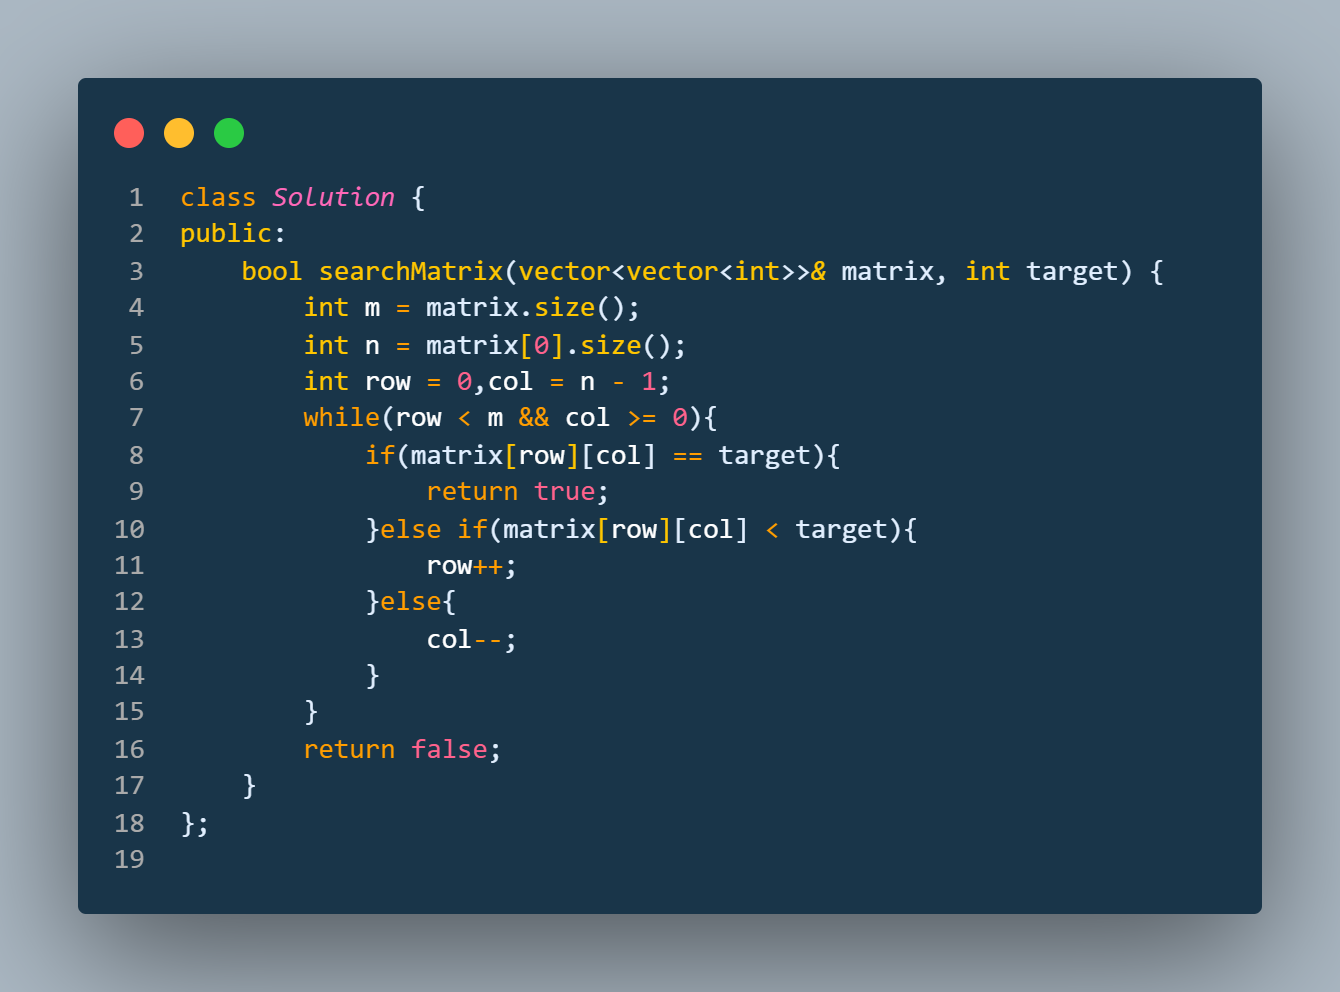 1 class Solution {
2 public:
3     bool searchMatrix(vector<vector<int>>& matrix, int target) {
4         int m = matrix.size();
5         int n = matrix[0].size();
6         int row = 0,col = n - 1;
7         while(row < m && col >= 0){
8             if(matrix[row][col] == target){
9                 return true;
10             }else if(matrix[row][col] < target){
11                 row++;
12             }else{
13                 col--;
14             }
15         }
16         return false;
17     }
18 };
19